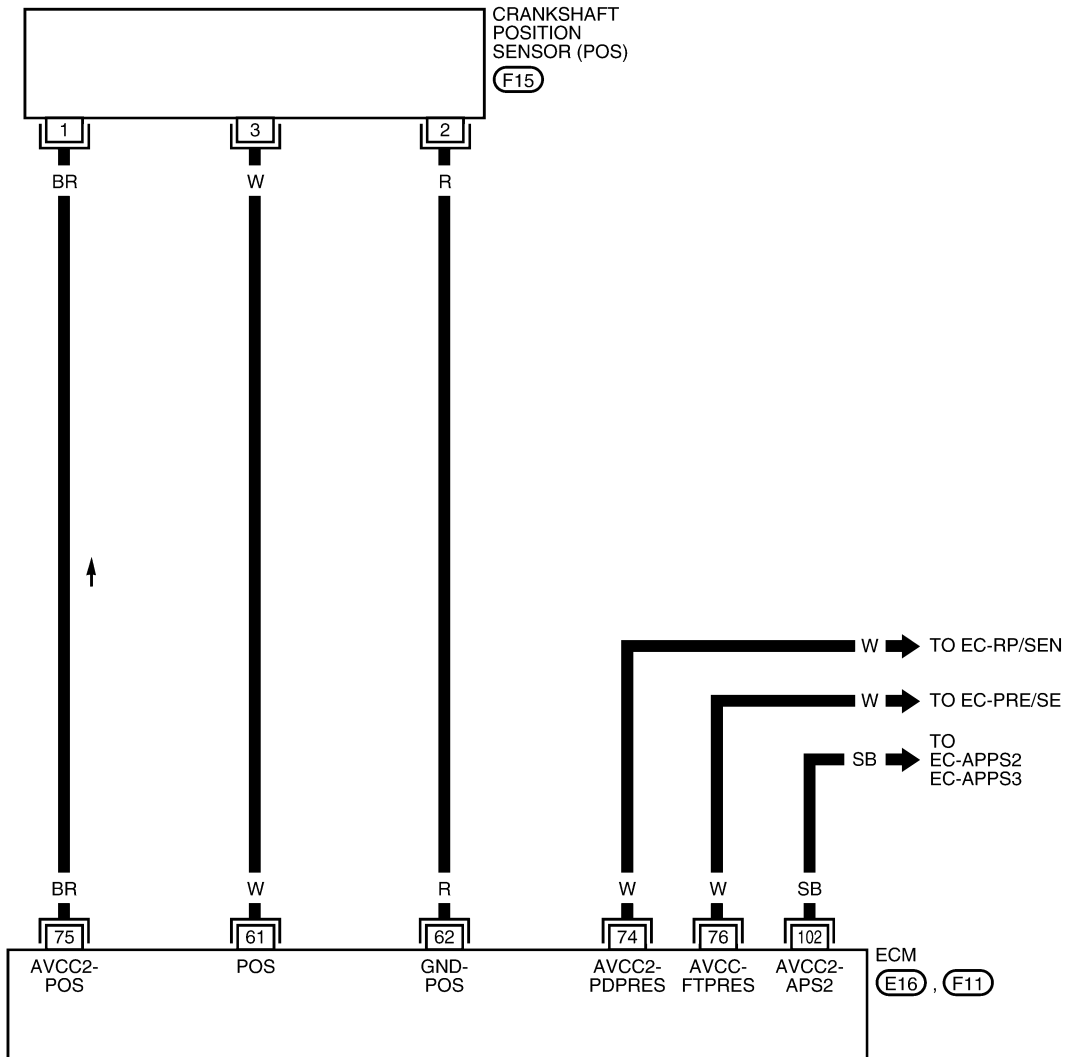 CRANKSHAFT
POSITION
SENSOR (POS)
F15
1 3 2
BR W R
W TO EC-RP/SEN
W TO EC-PRE/SE
TO
SB EC-APPS2
EC-APPS3
BR W R W W SB
75 61 62 74 76 102
ECM
AVCC2- POS GND- AVCC2- AVCC- AVCC2-
POS POS PDPRES FTPRES APS2
E16 , F11